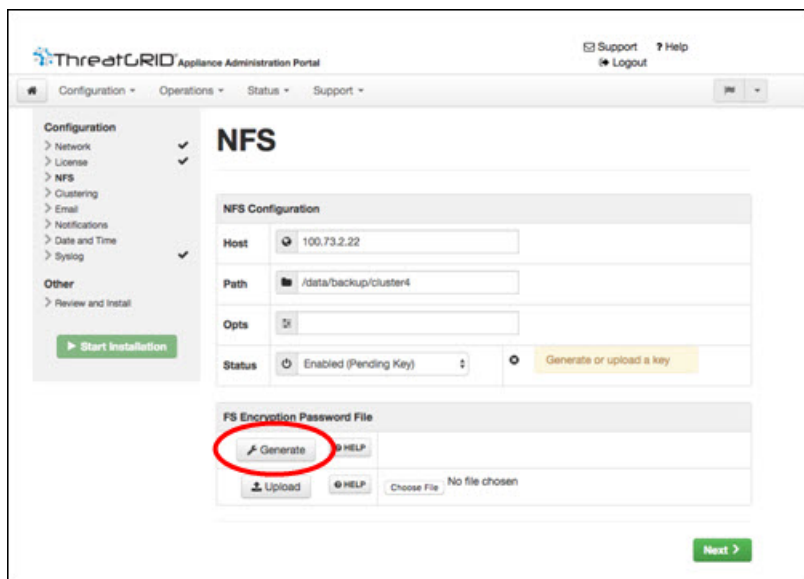 ThreatGRID Appliance Administration Portal
Support ? Help
Logout
Configuration Operations Status Support
Configuration
Network
License
NFS
Clustering
Email
Notifications
Date and Time
Syslog
Other
Review and Install
Start Installation
NFS
NFS Configuration
Host 100.73.2.22
Path /data/backup/cluster4
Opts
Status Enabled (Pending Key) Generate or upload a key
FS Encryption Password File
Generate HELP
Upload HELP Choose File No file chosen
Next